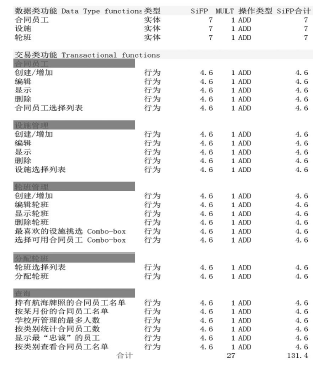 数据类功能 Data Type functions 类型 SiFP MULT 操作类型 SiFP合计
合同员工 实体 7 1 ADD 7
设施 实体 7 1 ADD 7
轮班 实体 7 1 ADD 7
交易类功能 Transactional functions
合同员工
创建/增加 行为 4.6 1 ADD 4.6
编辑 行为 4.6 1 ADD 4.6
显示 行为 4.6 1 ADD 4.6
删除 行为 4.6 1 ADD 4.6
合同员工选择列表 行为 4.6 1 ADD 4.6
设施管理
创建/增加 行为 4.6 1 ADD 4.6
编辑 行为 4.6 1 ADD 4.6
显示 行为 4.6 1 ADD 4.6
删除 行为 4.6 1 ADD 4.6
设施选择列表 行为 4.6 1 ADD 4.6
轮班管理
创建/增加 行为 4.6 1 ADD 4.6
编辑轮班 行为 4.6 1 ADD 4.6
显示轮班 行为 4.6 1 ADD 4.6
删除轮班 行为 4.6 1 ADD 4.6
最喜欢的设施挑选 Combo-box 行为 4.6 1 ADD 4.6
选择可用合同员工 Combo-box 行为 4.6 1 ADD 4.6
分配轮班
轮班选择列表 行为 4.6 1 ADD 4.6
分配轮班 行为 4.6 1 ADD 4.6
持有航海牌照的合同员工名单 行为 4.6 1 ADD 4.6
按某月份的合同员工名单 行为 4.6 1 ADD 4.6
学校所管理的最多人数 行为 4.6 1 ADD 4.6
按类别统计合同员工数 行为 4.6 1 ADD 4.6
显示最“忠诚”的员工 行为 4.6 1 ADD 4.6
按类别查看合同员工名单 行为 4.6 1 ADD 4.6
合计 27 131.4